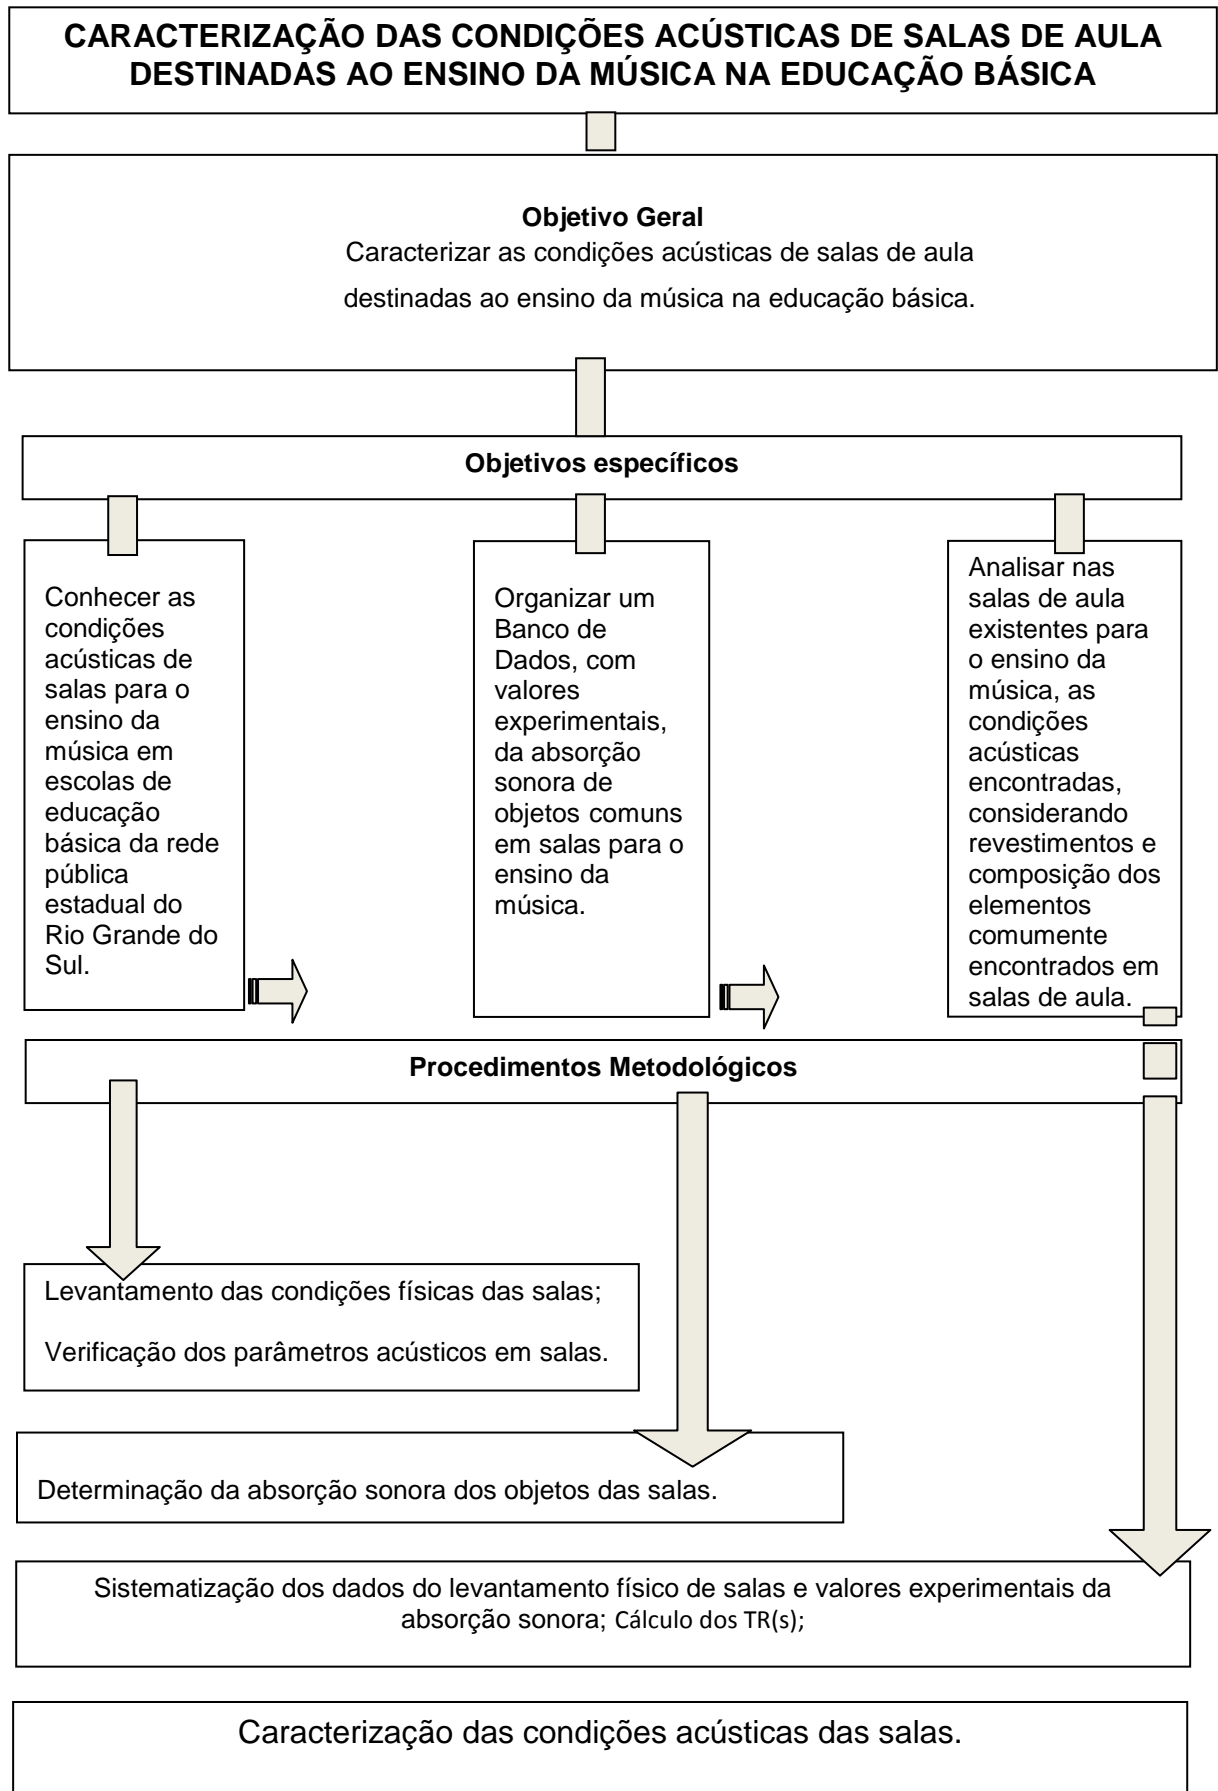 CARACTERIZAÇÃO DAS CONDIÇÕES ACÚSTICAS DE SALAS DE AULA
DESTINADAS AO ENSINO DA MÚSICA NA EDUCAÇÃO BÁSICA
Objetivo Geral
Caracterizar as condições acústicas de salas de aula
destinadas ao ensino da música na educação básica.
Objetivos específicos
Conhecer as
condições
acústicas de
salas para o
ensino da
música em
escolas de
educação
básica da rede
pública
estadual do
Rio Grande do
Sul.
Organizar um
Banco de
Dados, com
valores
experimentais,
da absorção
sonora de
objetos comuns
em salas para o
ensino da
música.
Analisar nas
salas de aula
existentes para
o ensino da
música, as
condições
acústicas
encontradas,
considerando
revestimentos e
composição dos
elementos
comumente
encontrados em
salas de aula.
Procedimentos Metodológicos
Levantamento das condições físicas das salas;
Verificação dos parâmetros acústicos em salas.
Determinação da absorção sonora dos objetos das salas.
Sistematização dos dados do levantamento físico de salas e valores experimentais da
absorção sonora; Cálculo dos TR(s);
Caracterização das condições acústicas das salas.